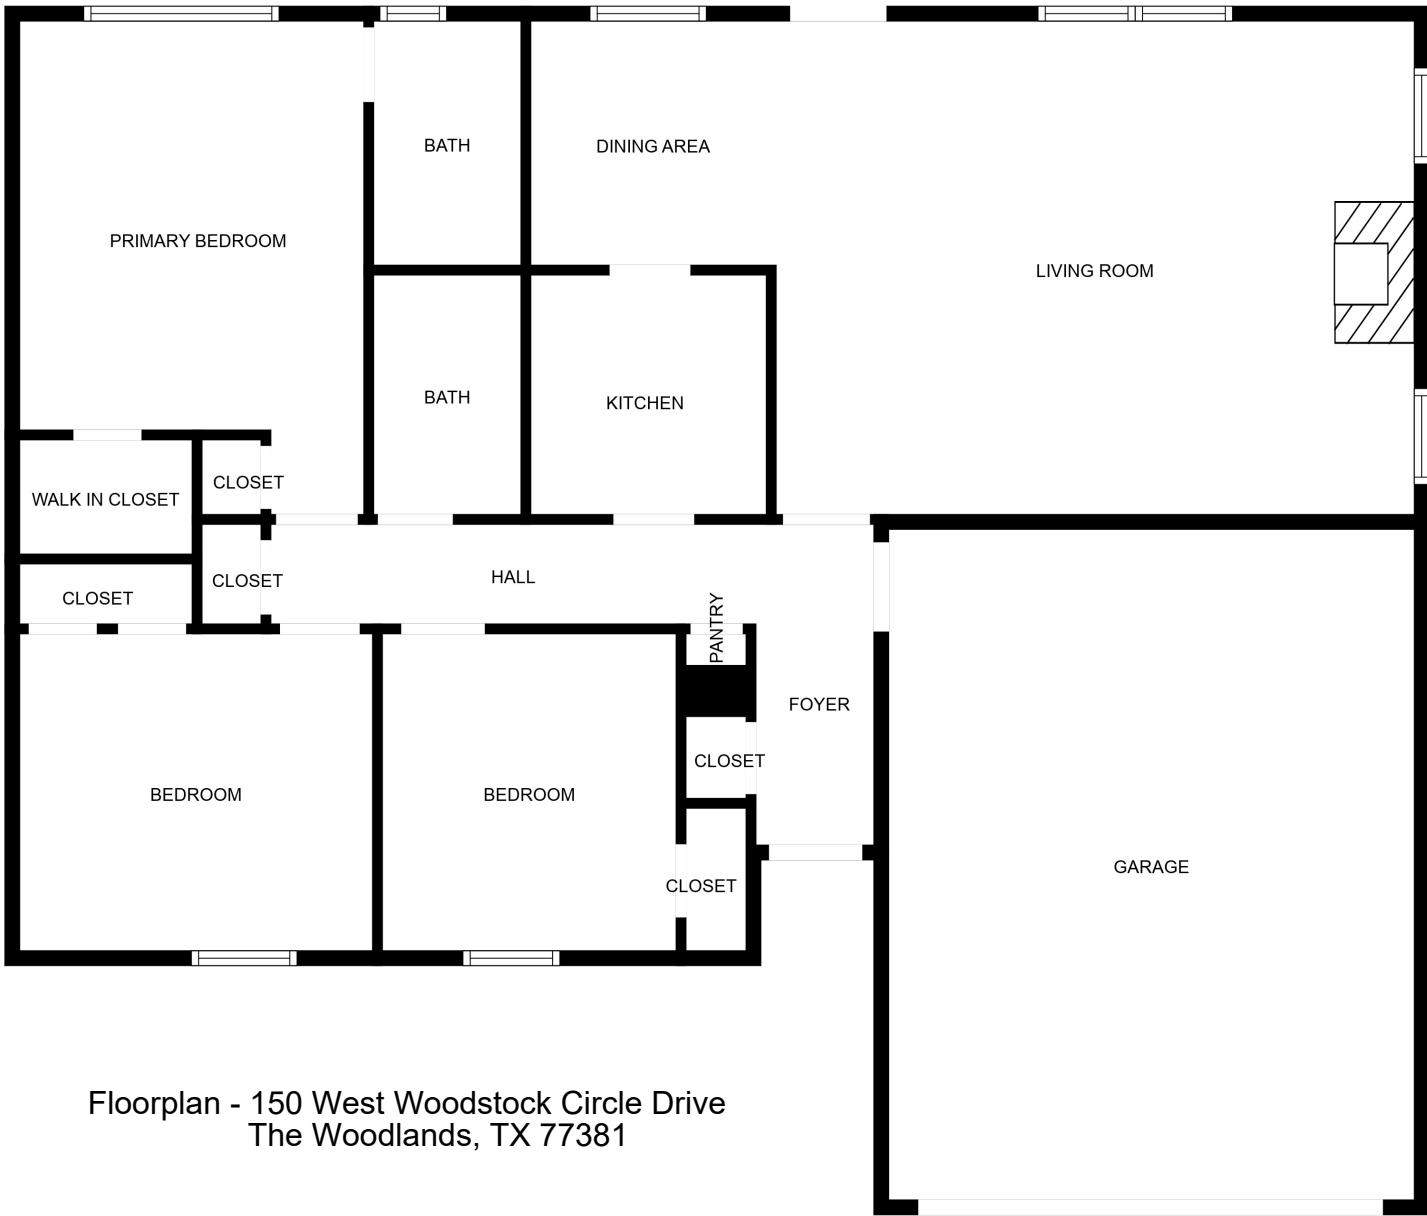 BATH
DINING AREA
PRIMARY BEDROOM
LIVING ROOM
BATH
KITCHEN
CLOSET
WALK IN CLOSET
CLOSET
HALL
CLOSET
PANTRY
FOYER
CLOSET
BEDROOM
BEDROOM
GARAGE
CLOSET
Floorplan - 150 West Woodstock Circle Drive
The Woodlands, TX 77381